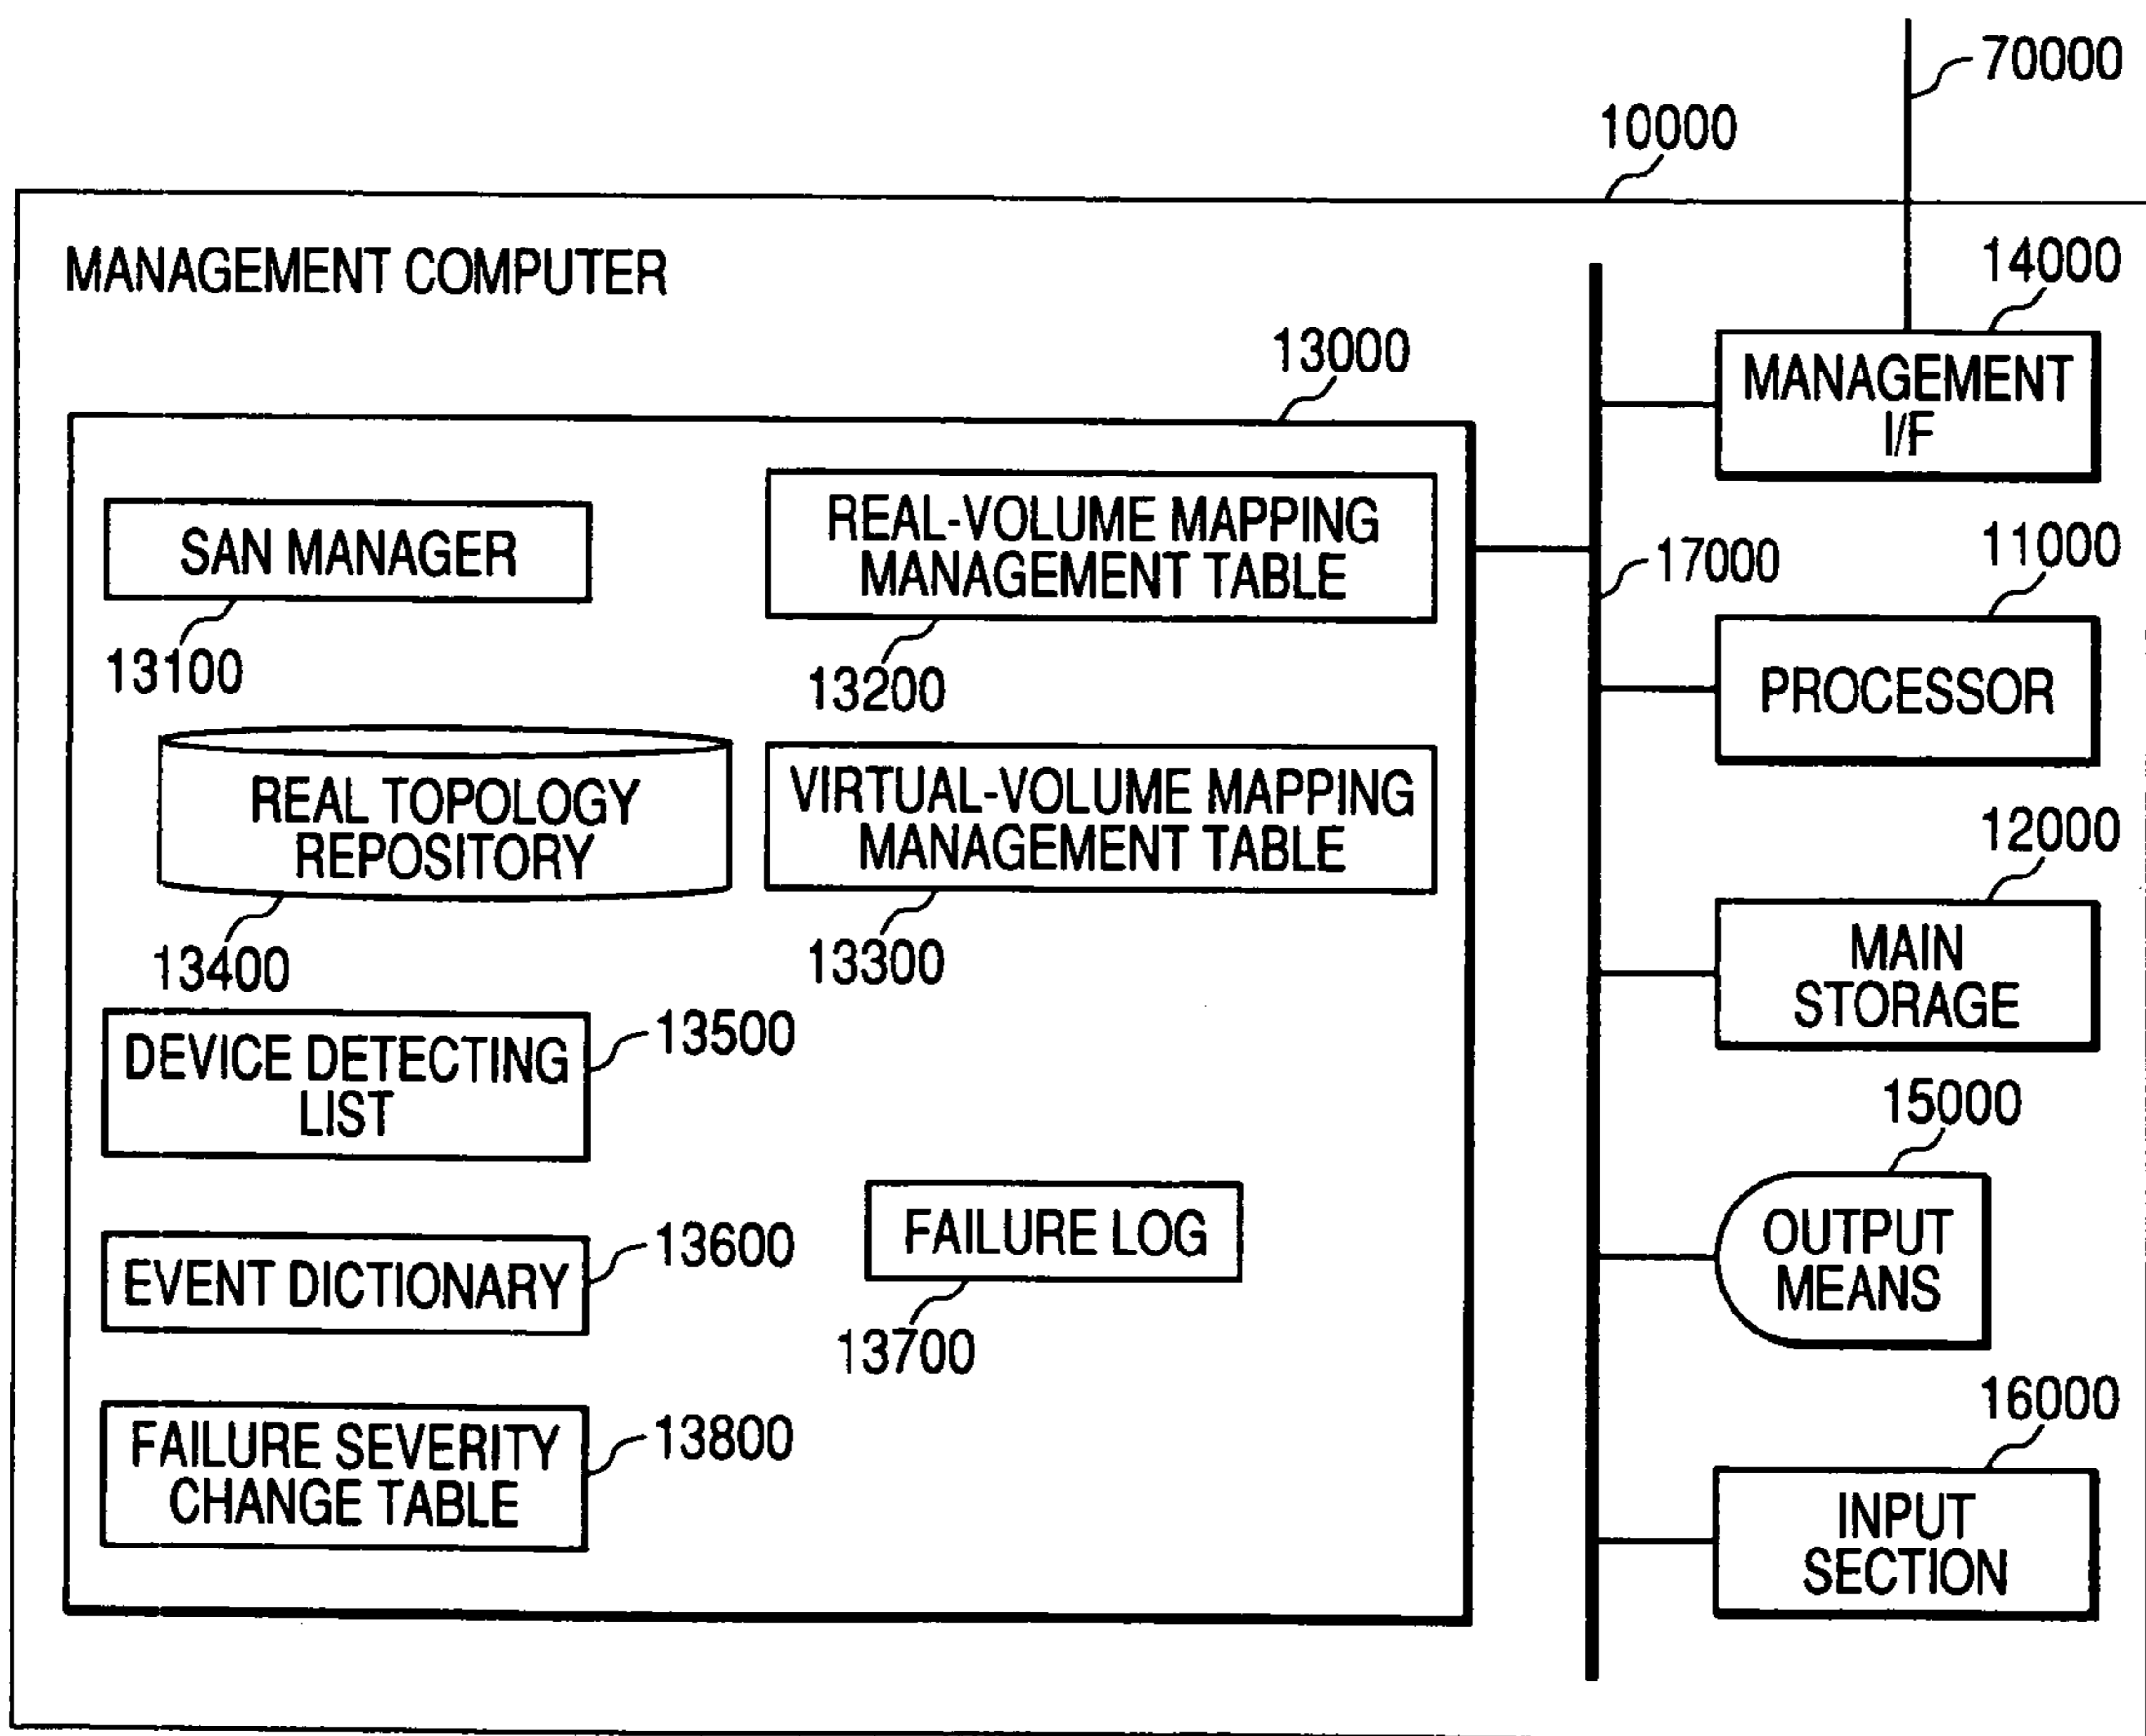 70000
10000
MANAGEMENT COMPUTER
14000
13000
MANAGEMENT
I/F
REAL-VOLUME MAPPING
MANAGEMENT TABLE
SAN MANAGER
17000
11000
13100
13200
PROCESSOR
REAL TOPOLOGY
REPOSITORY
VIRTUAL-VOLUME MAPPING
MANAGEMENT TABLE
12000
13400
13300
MAIN
STORAGE
DEVICE DETECTING
LIST
13500
15000
FAILURE LOG
OUTPUT
MEANS
EVENT DICTIONARY
13600
13700
16000
FAILURE SEVERITY
CHANGE TABLE
13800
INPUT
SECTION